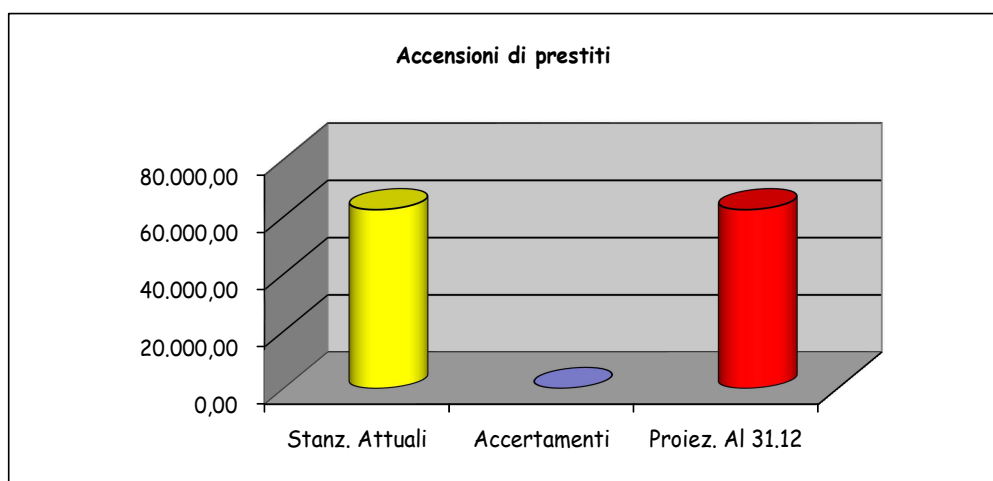 Accensioni di prestiti
80.000,00
60.000,00
40.000,00
20.000,00
0,00
Stanz. Attuali
Accertamenti
Proiez. Al 31.12